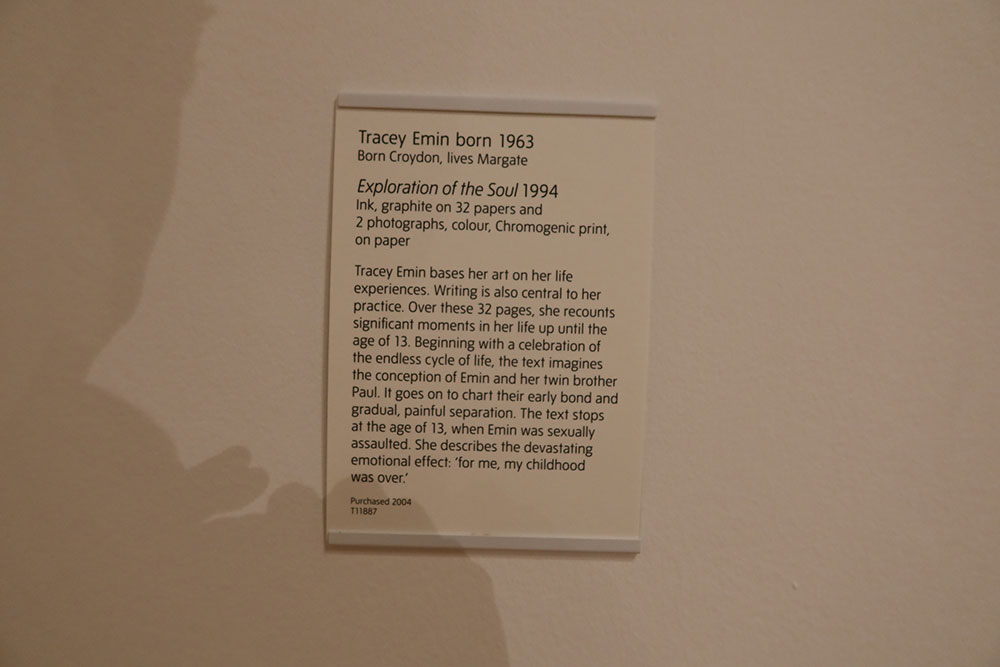 Tracey Emin born 1963
Born Croydon, lives Margate
Exploration of the Soul 1994
Ink, graphite on 32 papers and
2 photographs, colour, Chromogenic print,
on paper
Tracey Emin bases her art on her life
experiences. Writing is also central to her
practice. Over these 32 pages, she recounts
significant moments in her life up until the
age of 13. Beginning with a celebration of
the endless cycle of life, the text imagines
the conception of Emin and her twin brother
Paul. It goes on to chart their early bond and
gradual, painful separation. The text stops
at the age of 13, when Emin was sexually
assaulted. She describes the devastating
emotional effect: ‘for me, my childhood
was over.’
Purchased 2004
T11887